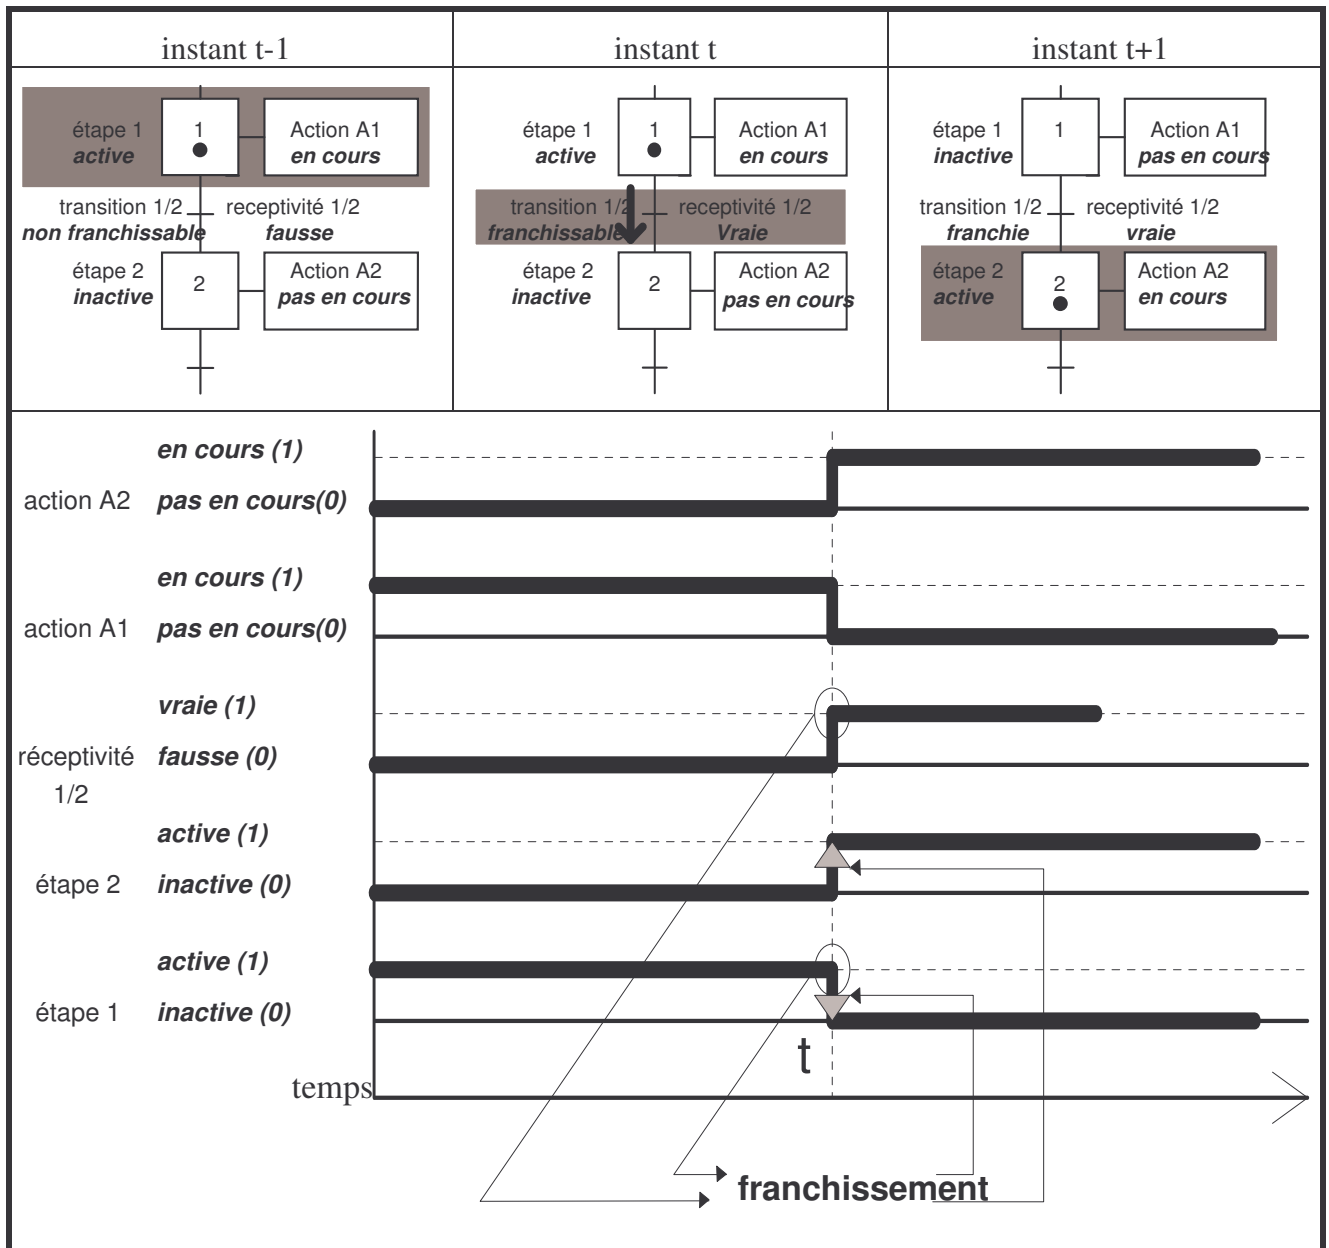 instant t-1
instant t
instant t+1
étape 1
active
1
Action A1
en cours
transition 1/2
non franchissable
receptivité 1/2
fausse
étape 2
inactive
2
Action A2
pas en cours
étape 1
active
1
Action A1
en cours
transition 1/2
franchissable
receptivité 1/2
Vraie
étape 2
inactive
2
Action A2
pas en cours
étape 1
inactive
1
Action A1
pas en cours
transition 1/2
franchie
receptivité 1/2
vraie
étape 2
active
2
Action A2
en cours
en cours (1)
action A2 pas en cours(0)
en cours (1)
action A1 pas en cours(0)
vraie (1)
réceptivité fausse (0)
1/2
active (1)
étape 2 inactive (0)
active (1)
étape 1 inactive (0)
t
temps
franchissement